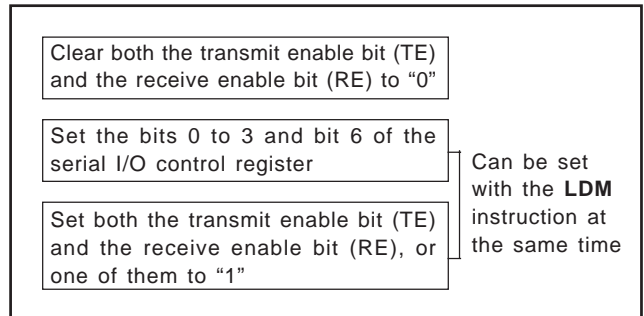 Clear both the transmit enable bit (TE)
and the receive enable bit (RE) to “0”
Set the bits 0 to 3 and bit 6 of the
serial I/O control register
Set both the transmit enable bit (TE)
and the receive enable bit (RE), or
one of them to “1”
Can be set
with the LDM
instruction at
the same time